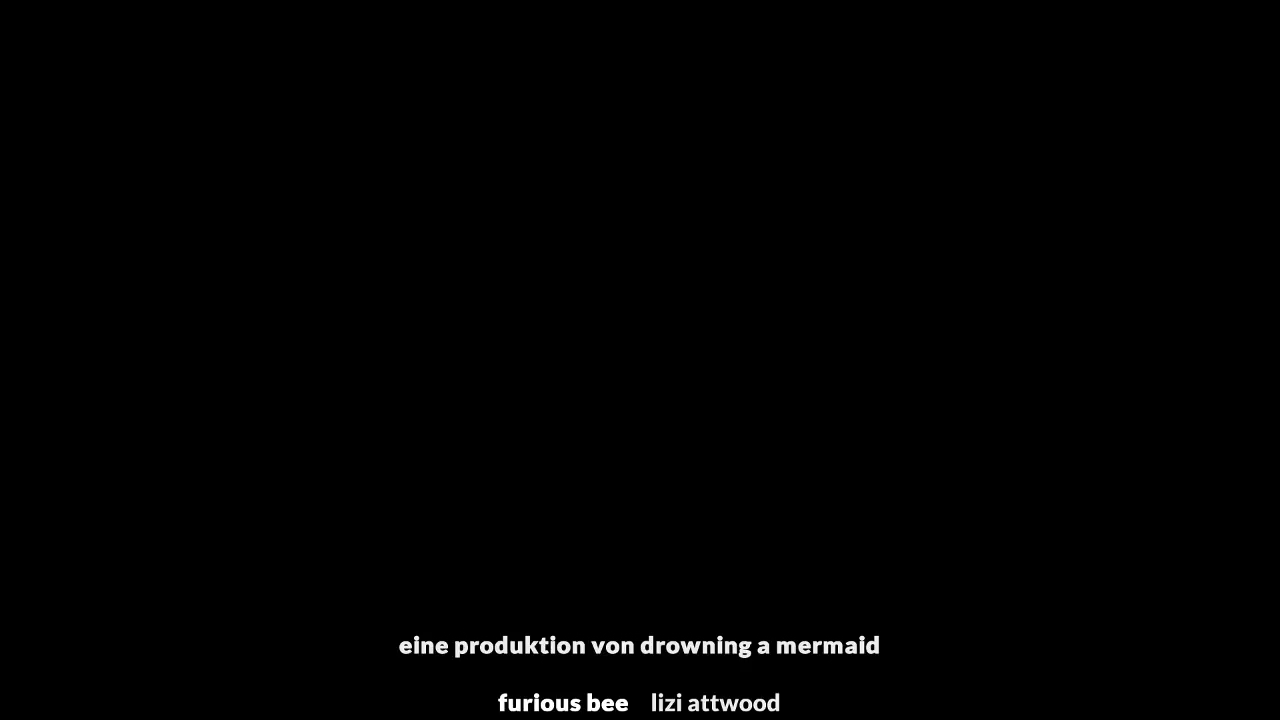 eine produktion von drowning a mermaid
furious bee lizi attwood